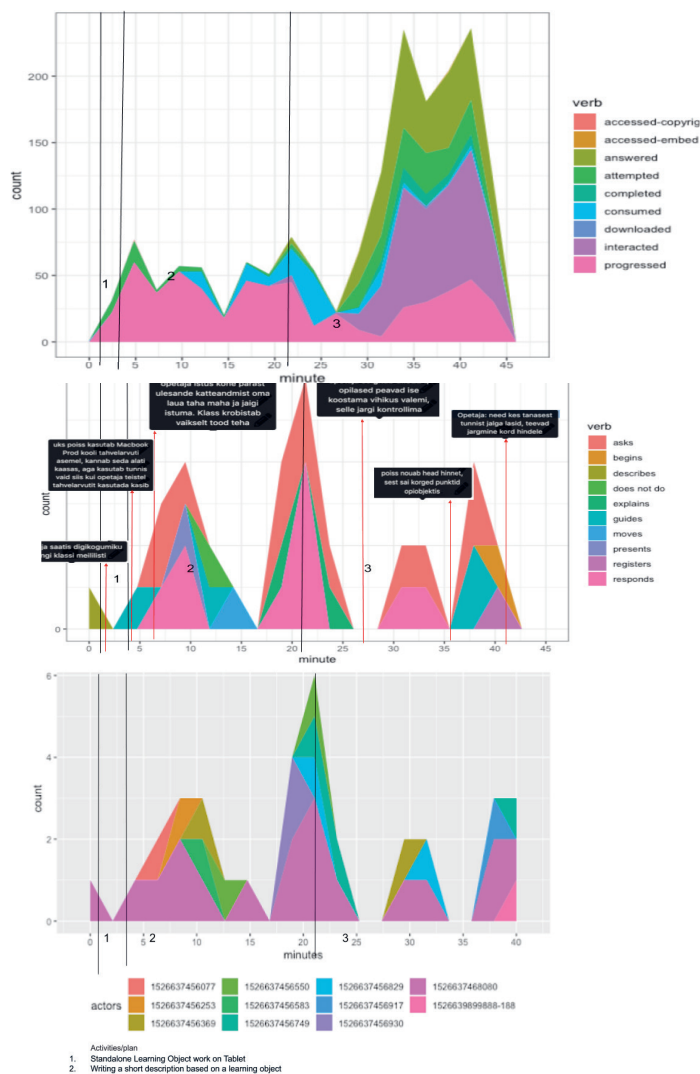 200
150
100
50
0
count
0 5 10 15 20 25 30 35 40 45
minute
1
2
3
verb
accessed-copyrig
accessed-embed
answered
attempted
completed
consumed
downloaded
interacted
progressed
opetaja istus kohe parast
ulesande katteandmist oma
laua taha maha ja jaigi
istuma. Klass krobistab
vaikselt tood teha
opilased peavad ise
koostama vihikus valemi,
selle jargi kontrollima
Opetaja: need kes tanasest
tunnist jalga lasid, teevad
jargmine kord hindele
uks poiss kasutab Macbook
Prod kooli tahvelarvuti
asemel, kannab seda alati
kaasas, aga kasutab tunnis
vaid siis kui opetaja teistel
tahvelarvutit kasutada kasib
poiss nouab head hinnet,
sest sai korged punktid
opiobjektis
ja saatis digikogumiku
ngi klassi meililisti
count
0
1
2
3
0 5 10 15 20 25 30 35 40 45
minute
verb
asks
begins
describes
does not do
explains
guides
moves
presents
registers
responds
6
4
2
0
count
0 5 10 15 20 25 30 35 40
1 2 3
minutes
actors
1526637456077 1526637456550 1526637456829 1526637468080
1526637456253 1526637456583 1526637456917 1526639899888-188
1526637456369 1526637456749 1526637456930
Activities/plan
1. Standalone Learning Object work on Tablet
2. Writing a short description based on a learning object